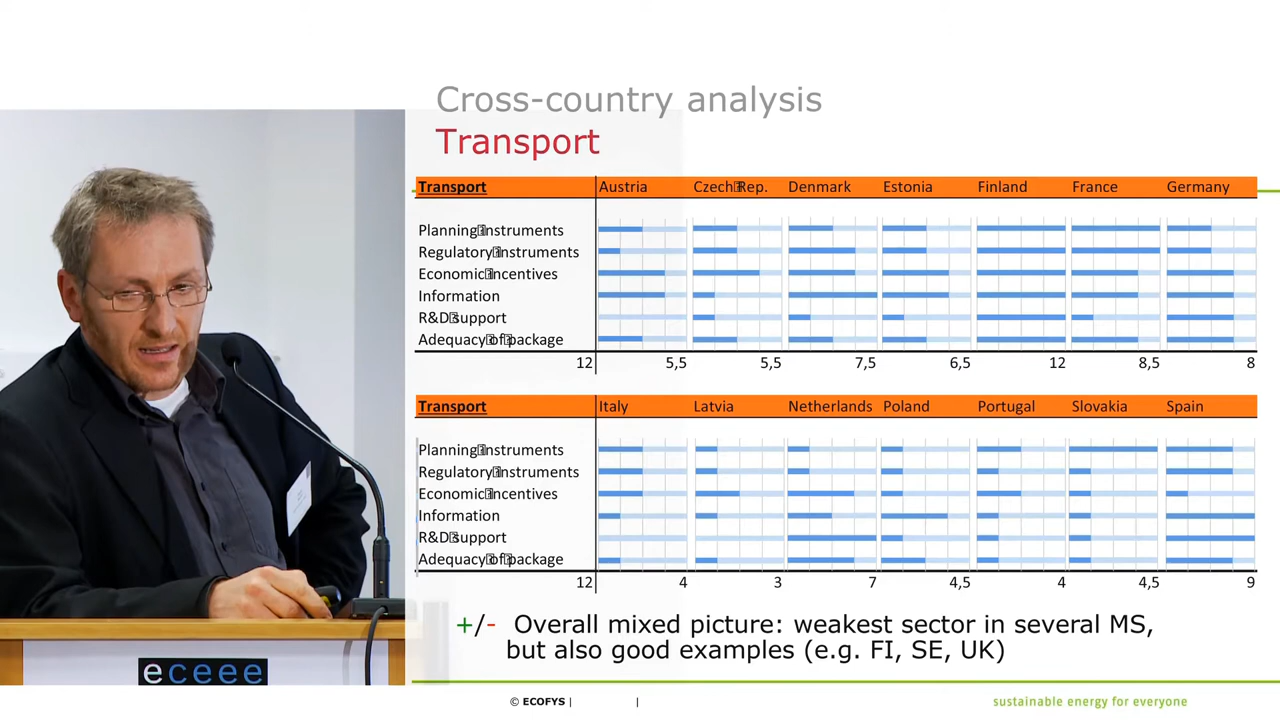 Cross-country analysis
Transport
Transport Austria Czech Rep. Denmark Estonia Finland France Germany
Planning instruments
Regulatory instruments
Economic incentives
Information
R&D support
Adequacy of package
12 5,5 5,5 7,5 6,5 12 8,5 8
Transport Italy Latvia Netherlands Poland Portugal Slovakia Spain
Planning instruments
Regulatory instruments
Economic incentives
Information
R&D support
Adequacy of package
12 4 3 7 4,5 4 4,5 9
+/- Overall mixed picture: weakest sector in several MS,
but also good examples (e.g. FI, SE, UK)
eceee
© ECOFYS | |
sustainable energy for everyone